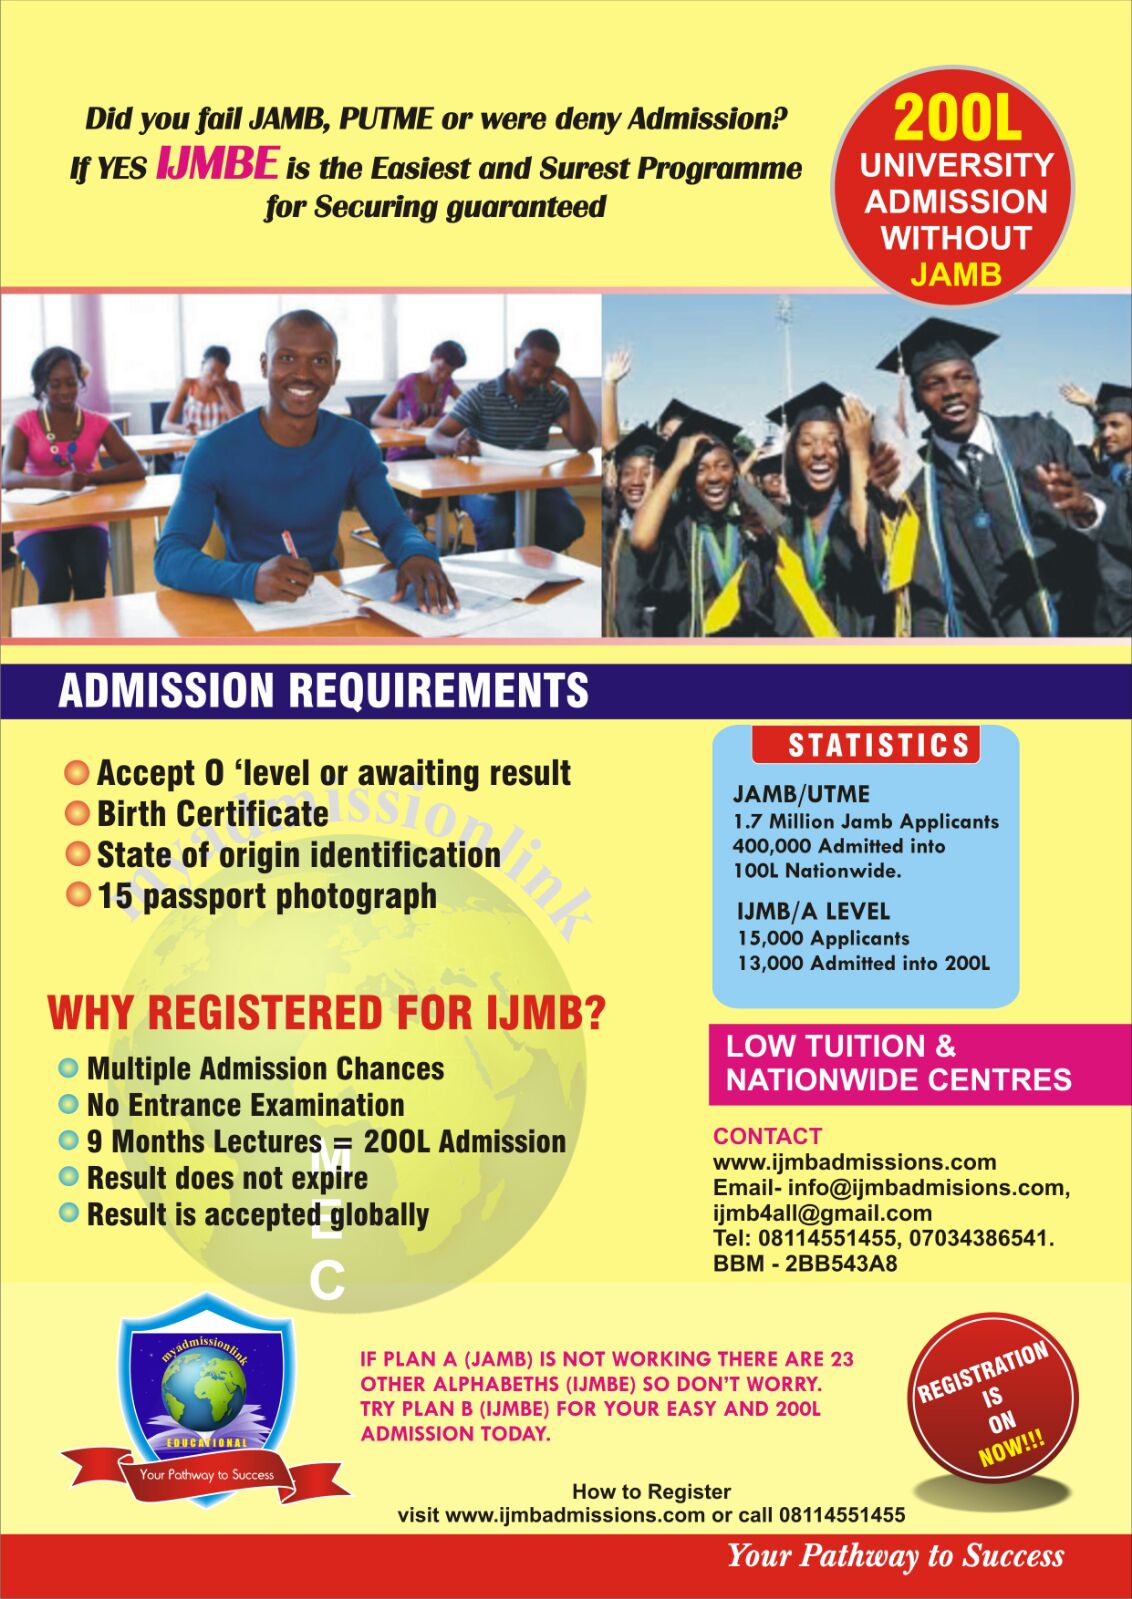 Did you fail JAMB, PUTME or were deny Admission?
If YES IJMBE is the Easiest and Surest Programme
for Securing guaranteed
200L
UNIVERSITY
ADMISSION
WITHOUT
JAMB
ADMISSION REQUIREMENTS
Accept O ‘level or awaiting result
Birth Certificate
State of origin identification
15 passport photograph
myadmissionlink
STATISTICS
JAMB/UTME
1.7 Million Jamb Applicants
400,000 Admitted into
100L Nationwide.
IJMB/A LEVEL
15,000 Applicants
13,000 Admitted into 200L
WHY REGISTERED FOR IJMB?
Multiple Admission Chances
No Entrance Examination
9 Months Lectures = 200L Admission
Result does not expire
Result is accepted globally
M
E
C
LOW TUITION &
NATIONWIDE CENTRES
CONTACT
www.ijmbadmissions.com
Email- info@ijmbadmisions.com,
ijmb4all@gmail.com
Tel: 08114551455, 07034386541.
BBM - 2BB543A8
myadmissionlink
EDUCATIONAL
Your Pathway to Success
IF PLAN A (JAMB) IS NOT WORKING THERE ARE 23
OTHER ALPHABETHS (IJMBE) SO DON’T WORRY.
TRY PLAN B (IJMBE) FOR YOUR EASY AND 200L
ADMISSION TODAY.
REGISTRATION
IS
ON
NOW!!!
How to Register
visit www.ijmbadmissions.com or call 08114551455
Your Pathway to Success